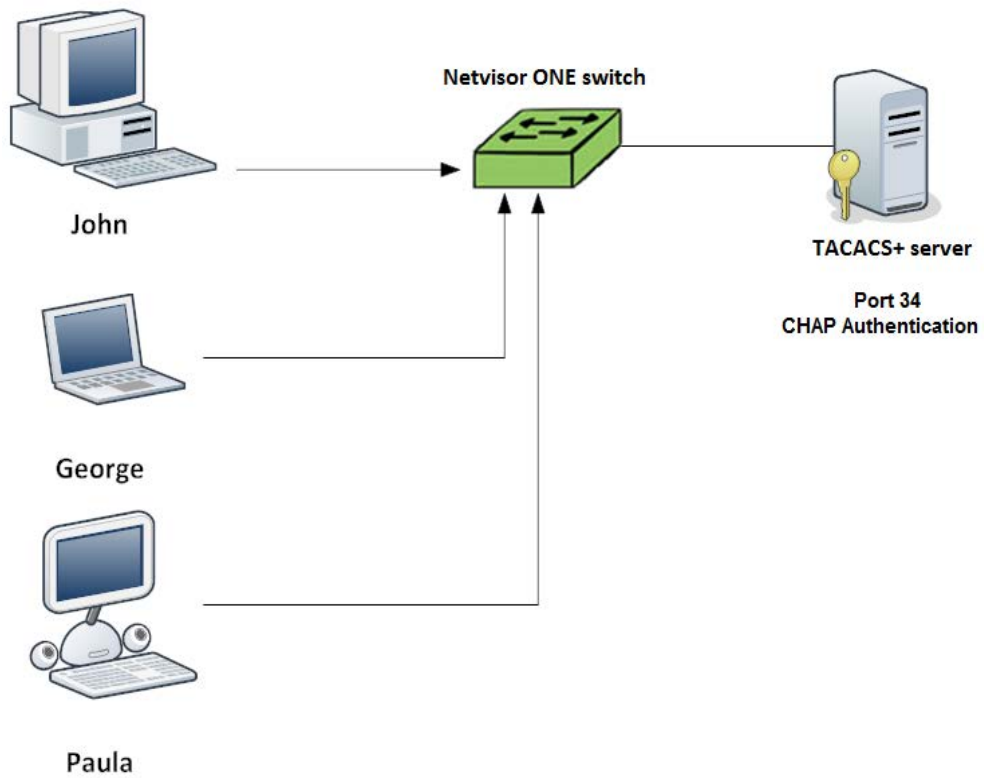 Netvisor ONE switch
John
TACACS+ server
Port 34
CHAP Authentication
George
Paula